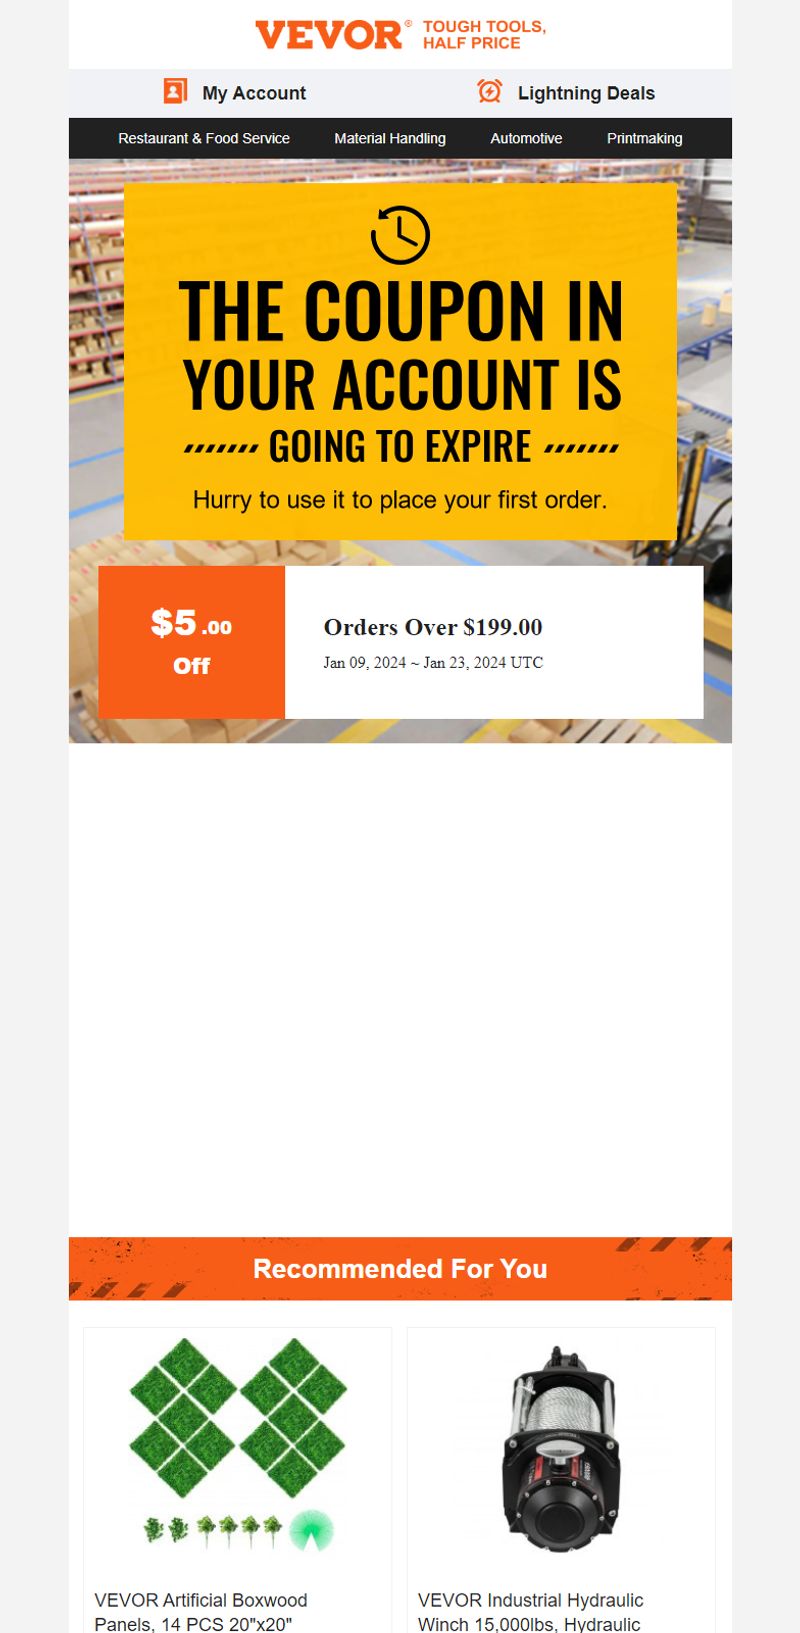 VEVOR® TOUGH TOOLS,
HALF PRICE
My Account Lightning Deals
Restaurant & Food Service Material Handling Automotive Printmaking
THE COUPON IN
YOUR ACCOUNT IS
GOING TO EXPIRE
Hurry to use it to place your first order.
$5.00
Off
Orders Over $199.00
Jan 09, 2024 ~ Jan 23, 2024 UTC
Recommended For You
VEVOR Artificial Boxwood
Panels, 14 PCS 20"x20"
VEVOR Industrial Hydraulic
Winch 15,000lbs, Hydraulic